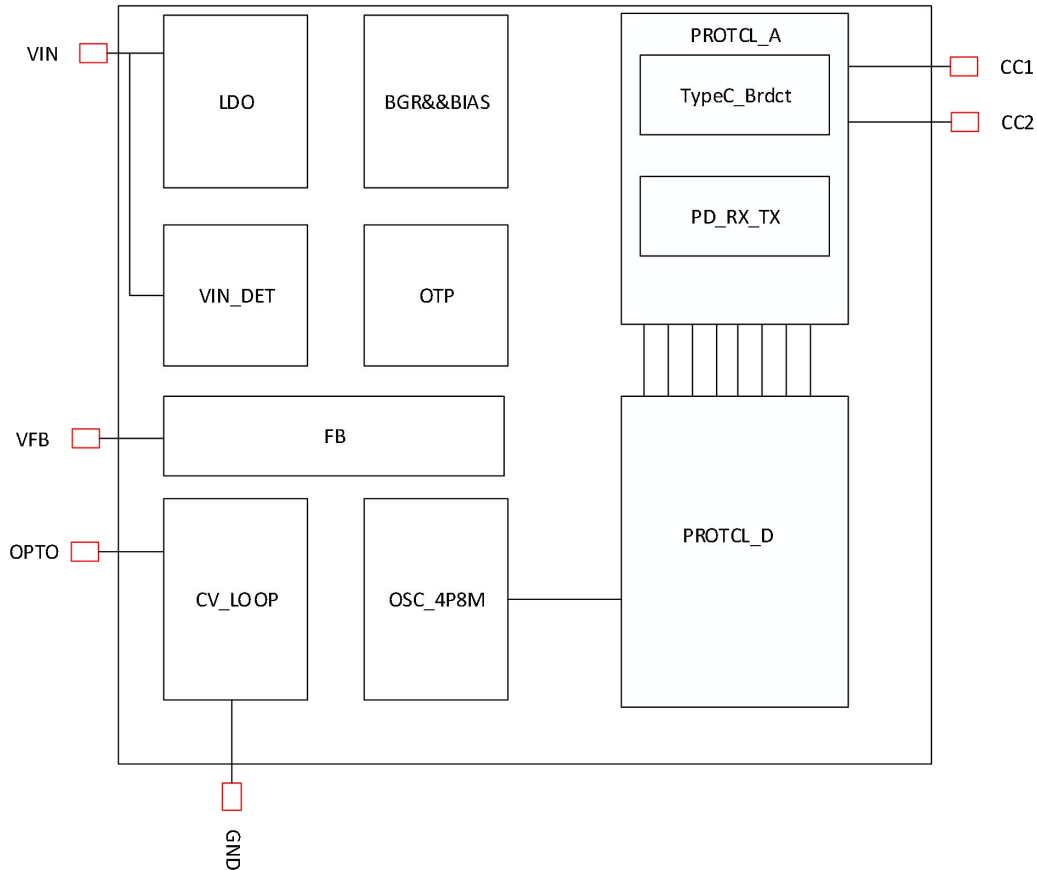 VIN
LDO
BGR&&BIAS
PROTCL_A
TypeC_Brdct
CC1
CC2
PD_RX_TX
VIN_DET
OTP
VFB
FB
OPTO
CV_LOOP
OSC_4P8M
PROTCL_D
GND